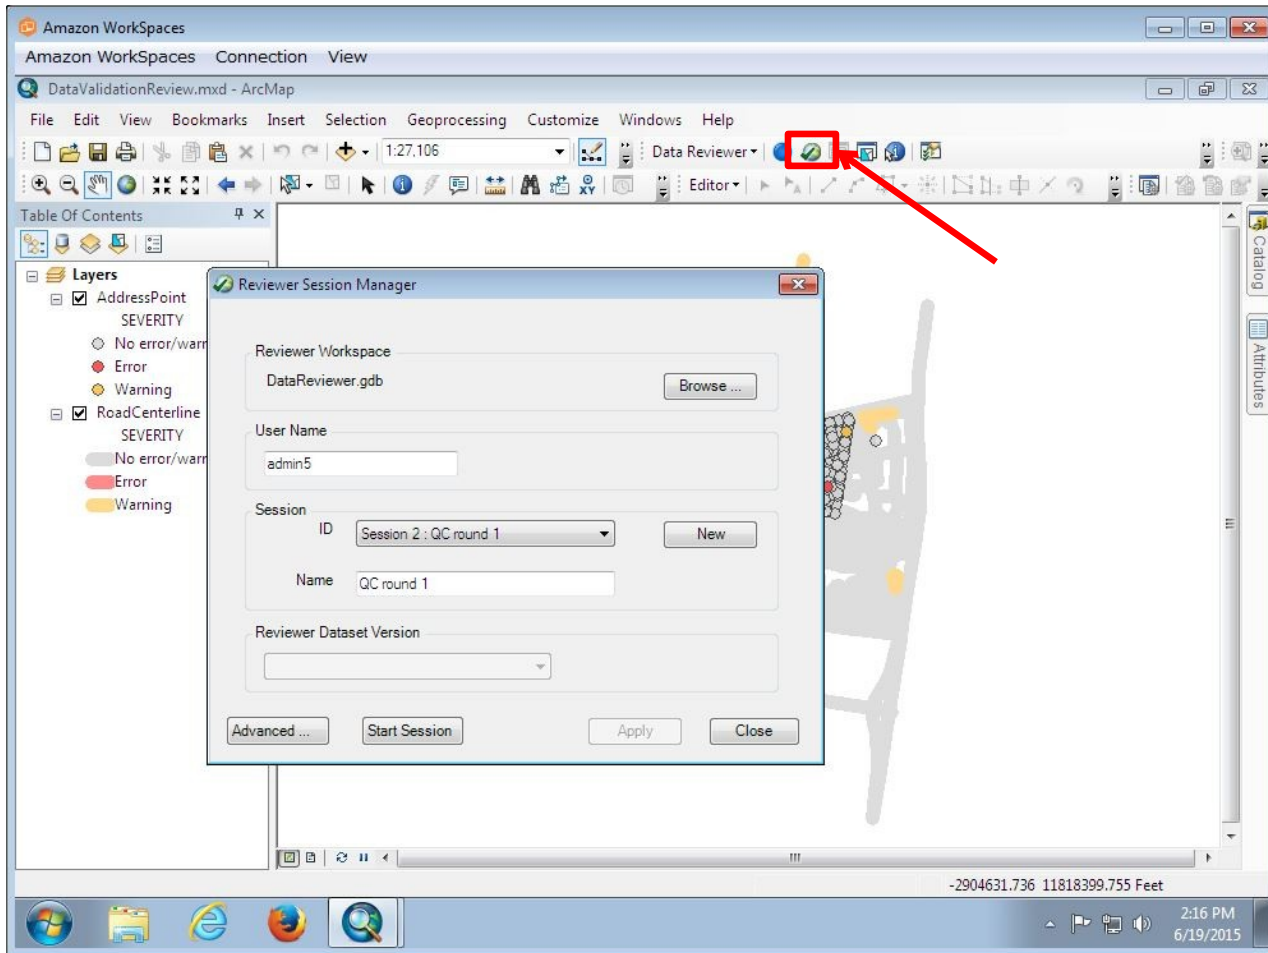 Amazon WorkSpaces
Amazon WorkSpaces Connection View
DataValidationReview.mxd - ArcMap
File Edit View Bookmarks Insert Selection Geoprocessing Customize Windows Help
1:27,106 Data Reviewer
Editor
Table Of Contents
Layers
AddressPoint
SEVERITY
No error/warr
Error
Warning
RoadCenterline
SEVERITY
No error/warr
Error
Warning
Reviewer Session Manager
Reviewer Workspace
DataReviewer.gdb
Browse ...
User Name
admin5
Session
ID Session 2 : QC round 1 New
Name QC round 1
Reviewer Dataset Version
Advanced ... Start Session Apply Close
Catalog
Attributes
-2904631.736 11818399.755 Feet
2:16 PM
6/19/2015